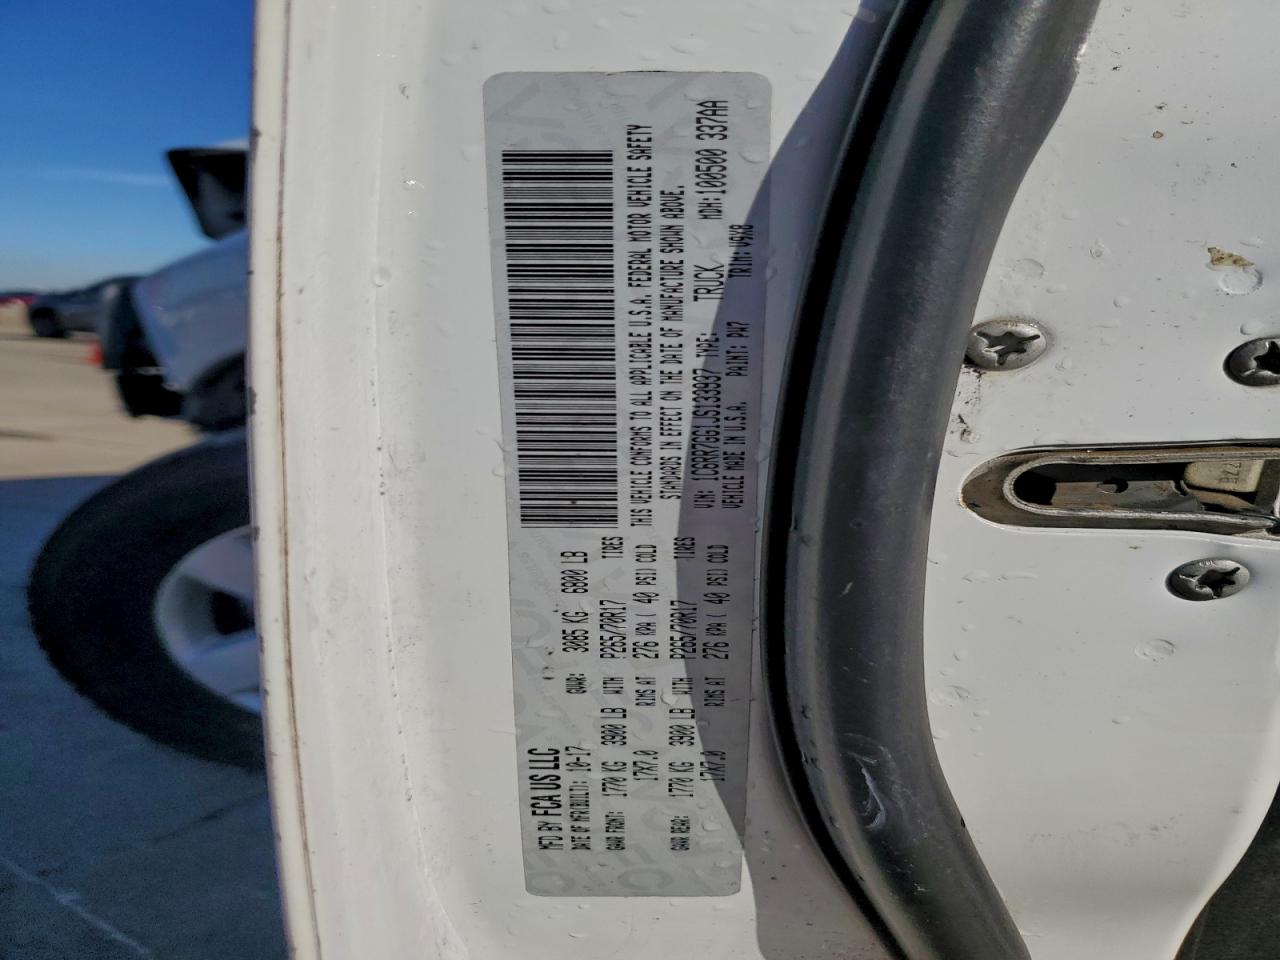 MFD BY FCA US LLC
DATE OF MFR(BUILT): 10-17 GVWR: 3085 KG 6800 LB
GAWR FRONT: 1770 KG 3900 LB WITH P265/70R17 TIRES
17X7.0 RIMS AT 276 KPA ( 40 PSI) COLD
GAWR REAR: 1770 KG 3900 LB WITH P265/70R17 TIRES
17X7.0 RIMS AT 276 KPA ( 40 PSI) COLD
THIS VEHICLE CONFORMS TO ALL APPLICABLE U.S.A. FEDERAL MOTOR VEHICLE SAFETY
STANDARDS IN EFFECT ON THE DATE OF MANUFACTURE SHOWN ABOVE.
VIN: 1C6RR7GG1JS133937 TYPE: TRUCK MDH:100500 337AA
VEHICLE MADE IN U.S.A. PAINT: PW7 TRIM: V9X8